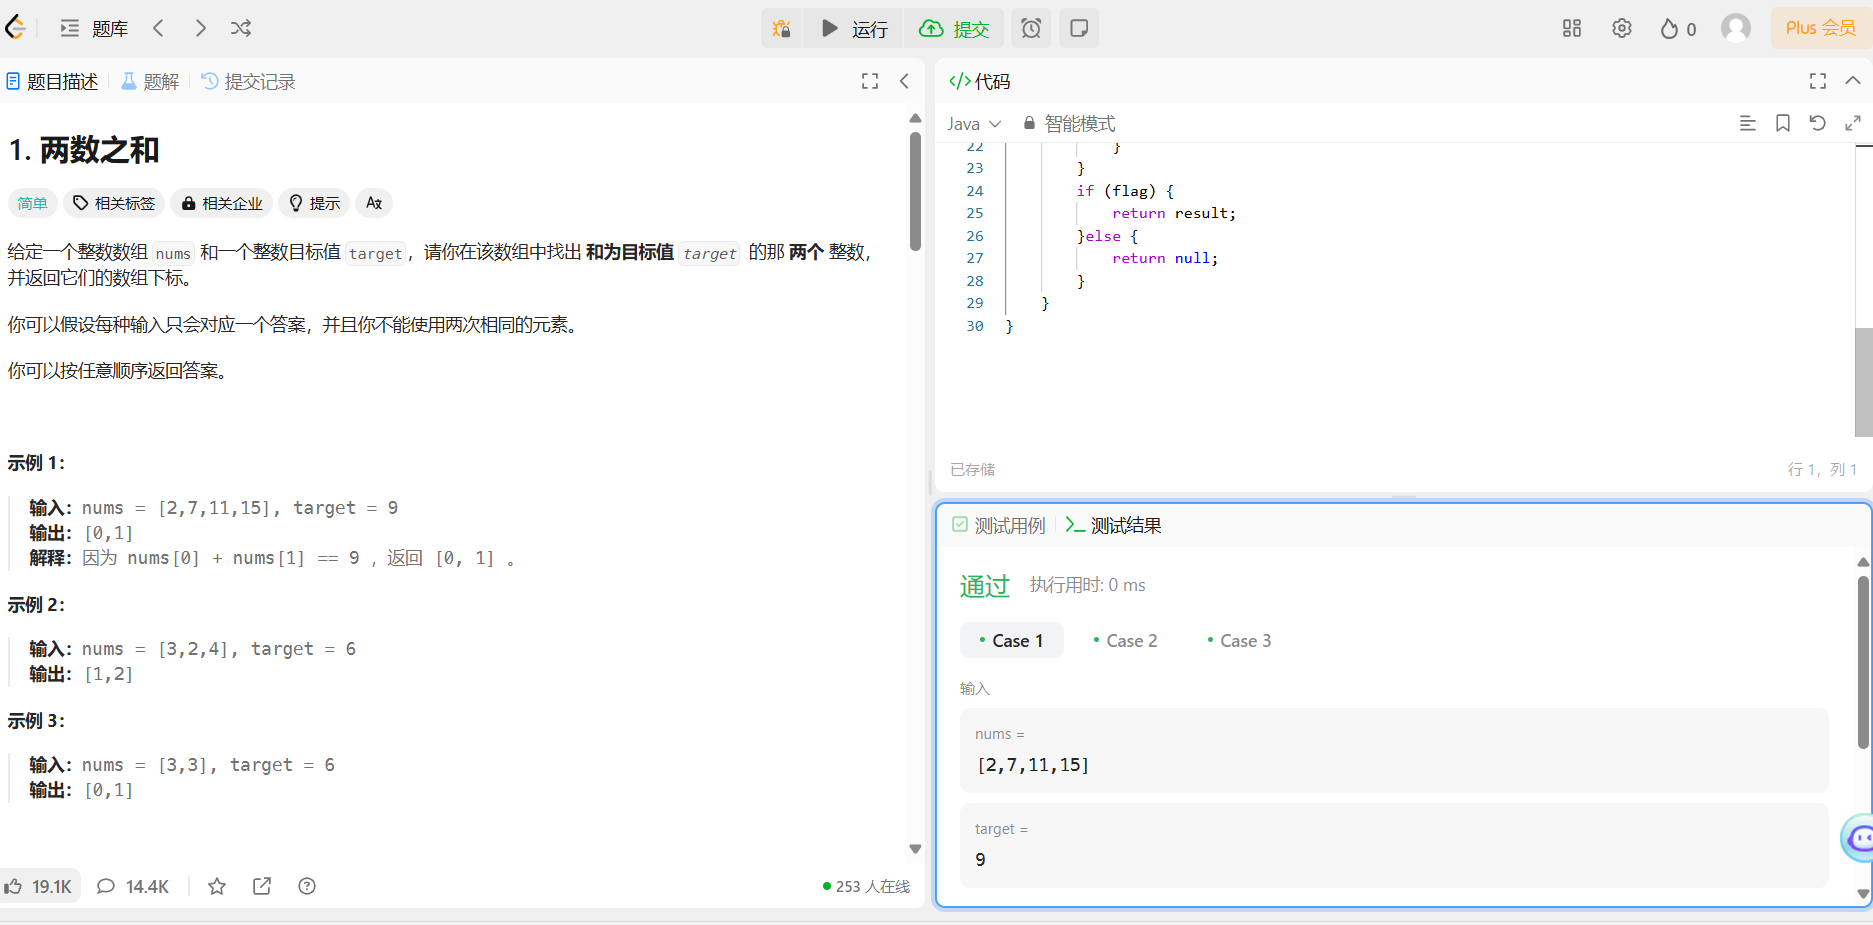 题库
运行
提交
0
Plus 会员
题目描述
题解
提交记录
1. 两数之和
简单
相关标签
相关企业
提示
给定一个整数数组 nums 和一个整数目标值 target，请你在该数组中找出 和为目标值 target 的那 两个 整数，
并返回它们的数组下标。
你可以假设每种输入只会对应一个答案，并且你不能使用两次相同的元素。
你可以按任意顺序返回答案。
示例 1：
输入：nums = [2,7,11,15], target = 9
输出：[0,1]
解释：因为 nums[0] + nums[1] == 9 ，返回 [0, 1] 。
示例 2：
输入：nums = [3,2,4], target = 6
输出：[1,2]
示例 3：
输入：nums = [3,3], target = 6
输出：[0,1]
19.1K
14.4K
253 人在线
</> 代码
Java
智能模式
22 }
23 }
24 if (flag) {
25 return result;
26 }else {
27 return null;
28 }
29 }
30 }
已存储
行 1，列 1
测试用例
>_ 测试结果
通过
执行用时: 0 ms
Case 1
Case 2
Case 3
输入
nums =
[2,7,11,15]
target =
9